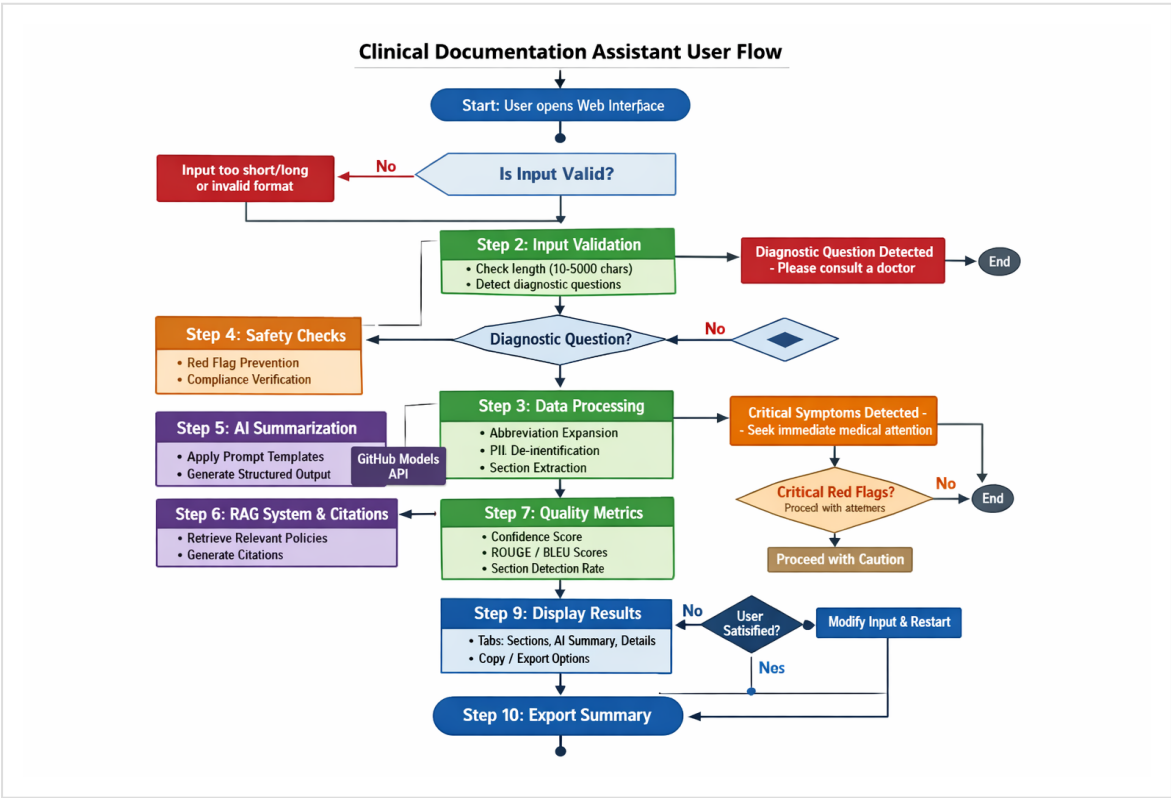 Clinical Documentation Assistant User Flow
Start: User opens Web Interface
No
Input too short/long
or invalid format
Is Input Valid?
Step 2: Input Validation
• Check length (10-5000 chars)
• Detect diagnostic questions
Diagnostic Question Detected
- Please consult a doctor
End
Step 4: Safety Checks
• Red Flag Prevention
• Compliance Verification
Diagnostic Question?
No
Step 3: Data Processing
• Abbreviation Expansion
• PII. De-inentification
• Section Extraction
Critical Symptoms Detected -
- Seek immediate medical attention
Step 5: AI Summarization
• Apply Prompt Templates
• Generate Structured Output
GitHub Models
API
Critical Red Flags?
Proceed with attemers
No
End
Proceed with Caution
Step 6: RAG System & Citations
• Retrieve Relevant Policies
• Generate Citations
Step 7: Quality Metrics
• Confidence Score
• ROUGE / BLEU Scores
• Section Detection Rate
Step 9: Display Results
• Tabs: Sections, AI Summary, Details
• Copy / Export Options
No
User
Satisified?
Modify Input & Restart
Nes
Step 10: Export Summary